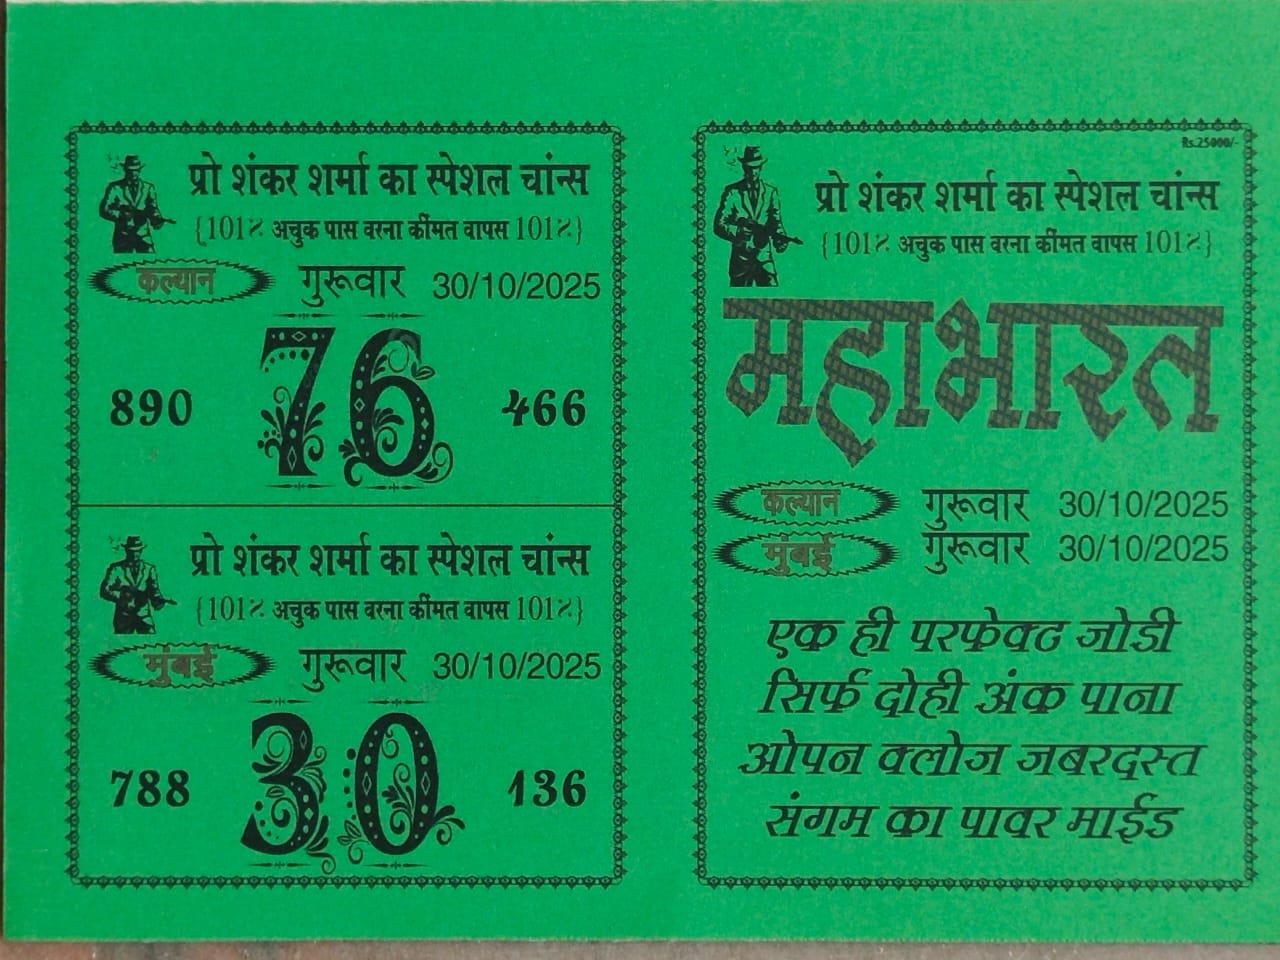 प्रो शंकर शर्मा का स्पेशल चांन्स
{101% अचुक पास वरना कींमत वापस 101%}
कल्यान गुरूवार 30/10/2025
890 76 466
प्रो शंकर शर्मा का स्पेशल चांन्स
{101% अचुक पास वरना कींमत वापस 101%}
मुंबई गुरूवार 30/10/2025
788 30 136
Rs.25000/-
प्रो शंकर शर्मा का स्पेशल चांन्स
{101% अचुक पास वरना कींमत वापस 101%}
महाभारत
कल्यान गुरूवार 30/10/2025
मुंबई गुरूवार 30/10/2025
एक ही परफेक्ट जोडी
सिर्फ दोही अंक पाना
ओपन क्लोज जबरदस्त
संगम का पावर माईंड